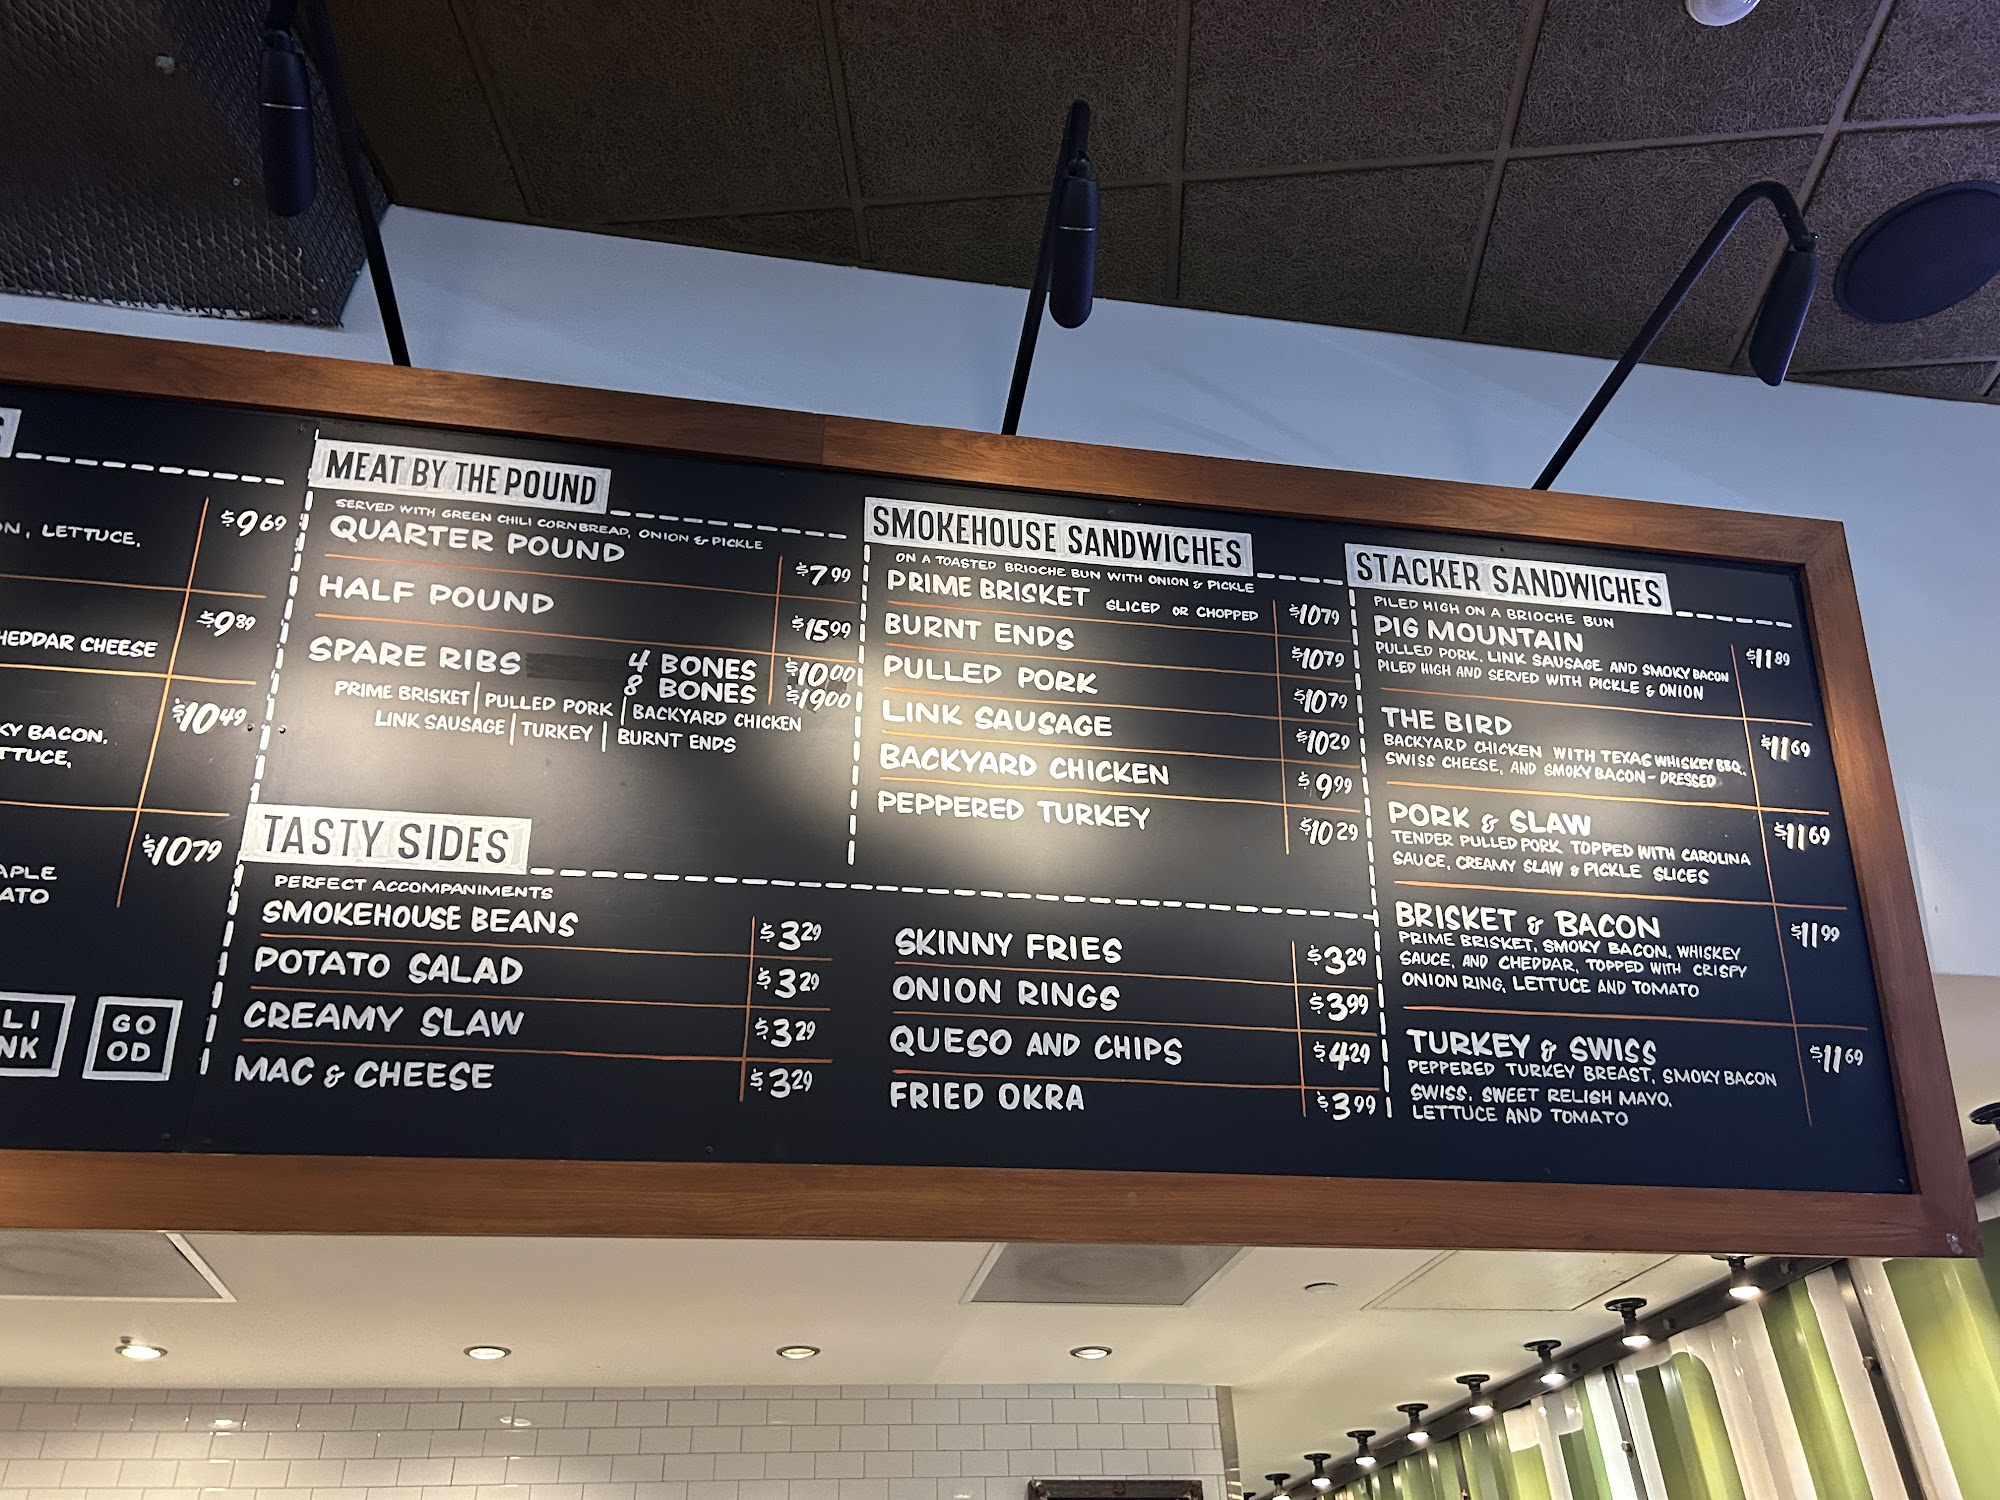 ON, LETTUCE,
$9.69
HEDDAR CHEESE
$9.89
KY BACON,
TTUCE,
$10.49
APLE
ATO
$10.79
LI
NK
GO
OD
MEAT BY THE POUND
SERVED WITH GREEN CHILI CORNBREAD, ONION & PICKLE
QUARTER POUND $7.99
HALF POUND $15.99
SPARE RIBS 4 BONES $10.00
8 BONES $19.00
PRIME BRISKET | PULLED PORK | BACKYARD CHICKEN
LINK SAUSAGE | TURKEY | BURNT ENDS
TASTY SIDES
PERFECT ACCOMPANIMENTS
SMOKEHOUSE BEANS $3.29
POTATO SALAD $3.29
CREAMY SLAW $3.29
MAC & CHEESE $3.29
SKINNY FRIES $3.29
ONION RINGS $3.99
QUESO AND CHIPS $4.29
FRIED OKRA $3.99
SMOKEHOUSE SANDWICHES
ON A TOASTED BRIOCHE BUN WITH ONION & PICKLE
PRIME BRISKET SLICED OR CHOPPED $10.79
BURNT ENDS $10.79
PULLED PORK $10.79
LINK SAUSAGE $10.29
BACKYARD CHICKEN $9.99
PEPPERED TURKEY $10.29
STACKER SANDWICHES
PILED HIGH ON A BRIOCHE BUN
PIG MOUNTAIN $11.89
PULLED PORK, LINK SAUSAGE AND SMOKY BACON
PILED HIGH AND SERVED WITH PICKLE & ONION
THE BIRD $11.69
BACKYARD CHICKEN WITH TEXAS WHISKEY BBQ,
SWISS CHEESE, AND SMOKY BACON - DRESSED
PORK & SLAW $11.69
TENDER PULLED PORK TOPPED WITH CAROLINA
SAUCE, CREAMY SLAW & PICKLE SLICES
BRISKET & BACON $11.99
PRIME BRISKET, SMOKY BACON, WHISKEY
SAUCE, AND CHEDDAR, TOPPED WITH CRISPY
ONION RING, LETTUCE AND TOMATO
TURKEY & SWISS $11.69
PEPPERED TURKEY BREAST, SMOKY BACON
SWISS, SWEET RELISH MAYO,
LETTUCE AND TOMATO